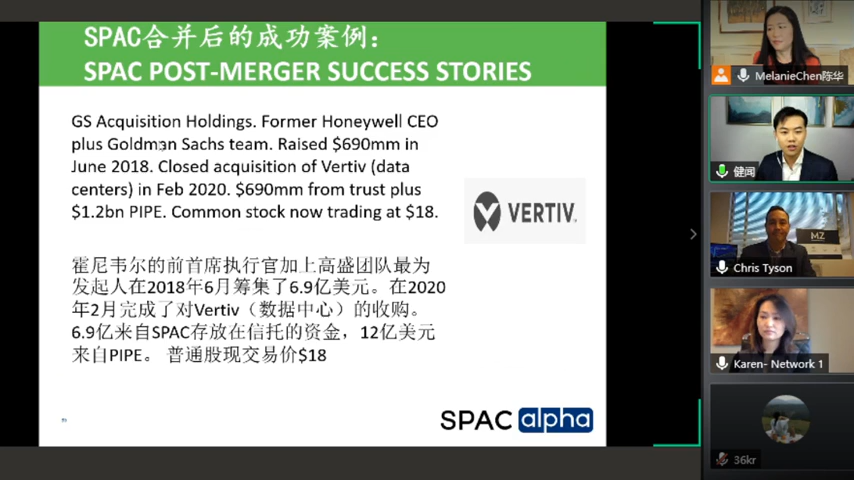 SPAC合并后的成功案例：
SPAC POST-MERGER SUCCESS STORIES
GS Acquisition Holdings. Former Honeywell CEO
plus Goldman Sachs team. Raised $690mm in
June 2018. Closed acquisition of Vertiv (data
centers) in Feb 2020. $690mm from trust plus
$1.2bn PIPE. Common stock now trading at $18.
VERTIV.
霍尼韦尔的前首席执行官加上高盛团队最为
发起人在2018年6月筹集了6.9亿美元。在2020
年2月完成了对Vertiv（数据中心）的收购。
6.9亿来自SPAC存放在信托的资金，12亿美元
来自PIPE。 普通股现交易价$18
SPAC alpha
MelanieChen陈华
健闻
MZ
Chris Tyson
Karen- Network 1
36kr